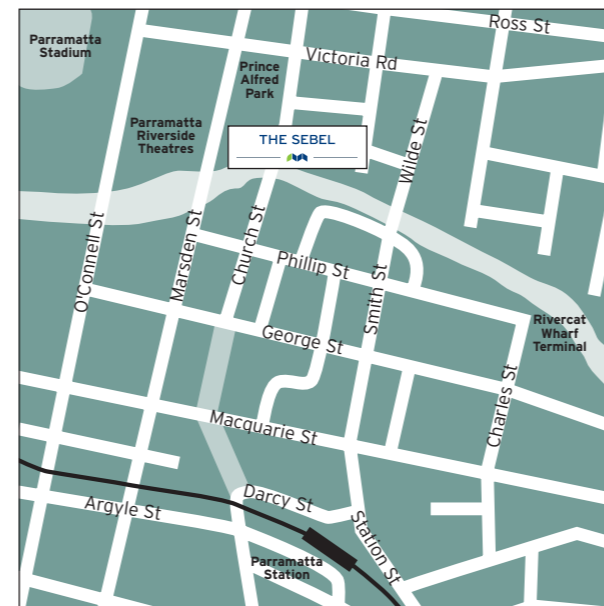 Ross St
Parramatta
Stadium
Victoria Rd
Prince
Alfred
Park
Parramatta
Riverside
Theatres
THE SEBEL
Wilde St
O'Connell St
Marsden St
Church St
Phillip St
Smith St
George St
Rivercat
Wharf
Terminal
Charles St
Macquarie St
Darcy St
Argyle St
Station St
Parramatta
Station